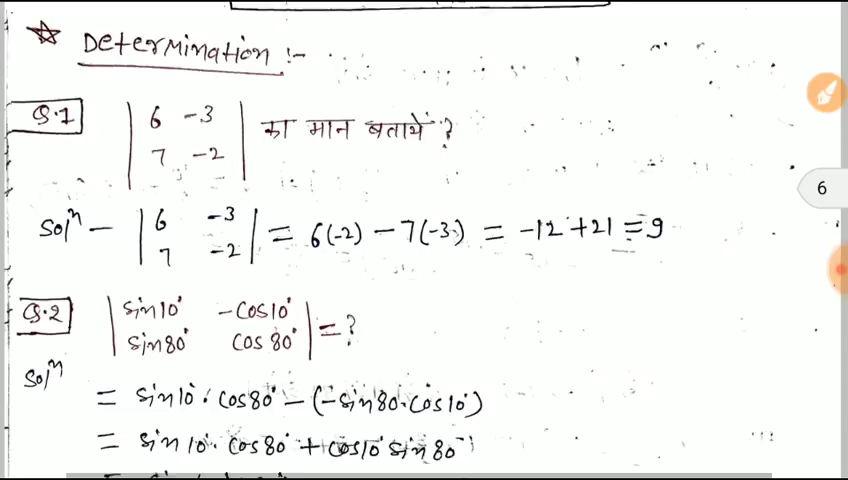 Determination :-
Q.1 | 6 -3 | का मान बताये ?
| 7 -2 |
Solⁿ - | 6 -3 | = 6(-2) - 7(-3) = -12 + 21 = 9
| 7 -2 |
6
Q.2 | sin10° -cos10° | = ?
| sin80° cos80° |
Solⁿ
= sin10°. cos80° - (-sin80.cos10°)
= sin10°. cos80° + cos10° sin80°